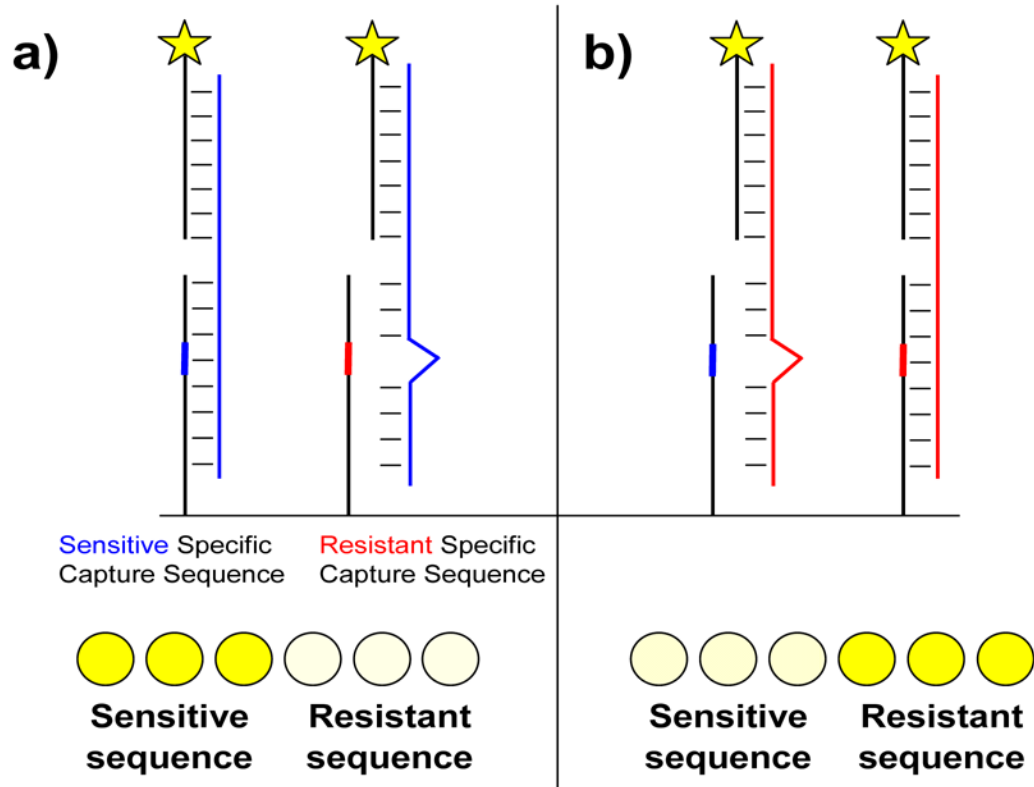 a)
b)
Sensitive Specific
Capture Sequence
Resistant Specific
Capture Sequence
Sensitive
sequence
Resistant
sequence
Sensitive
sequence
Resistant
sequence